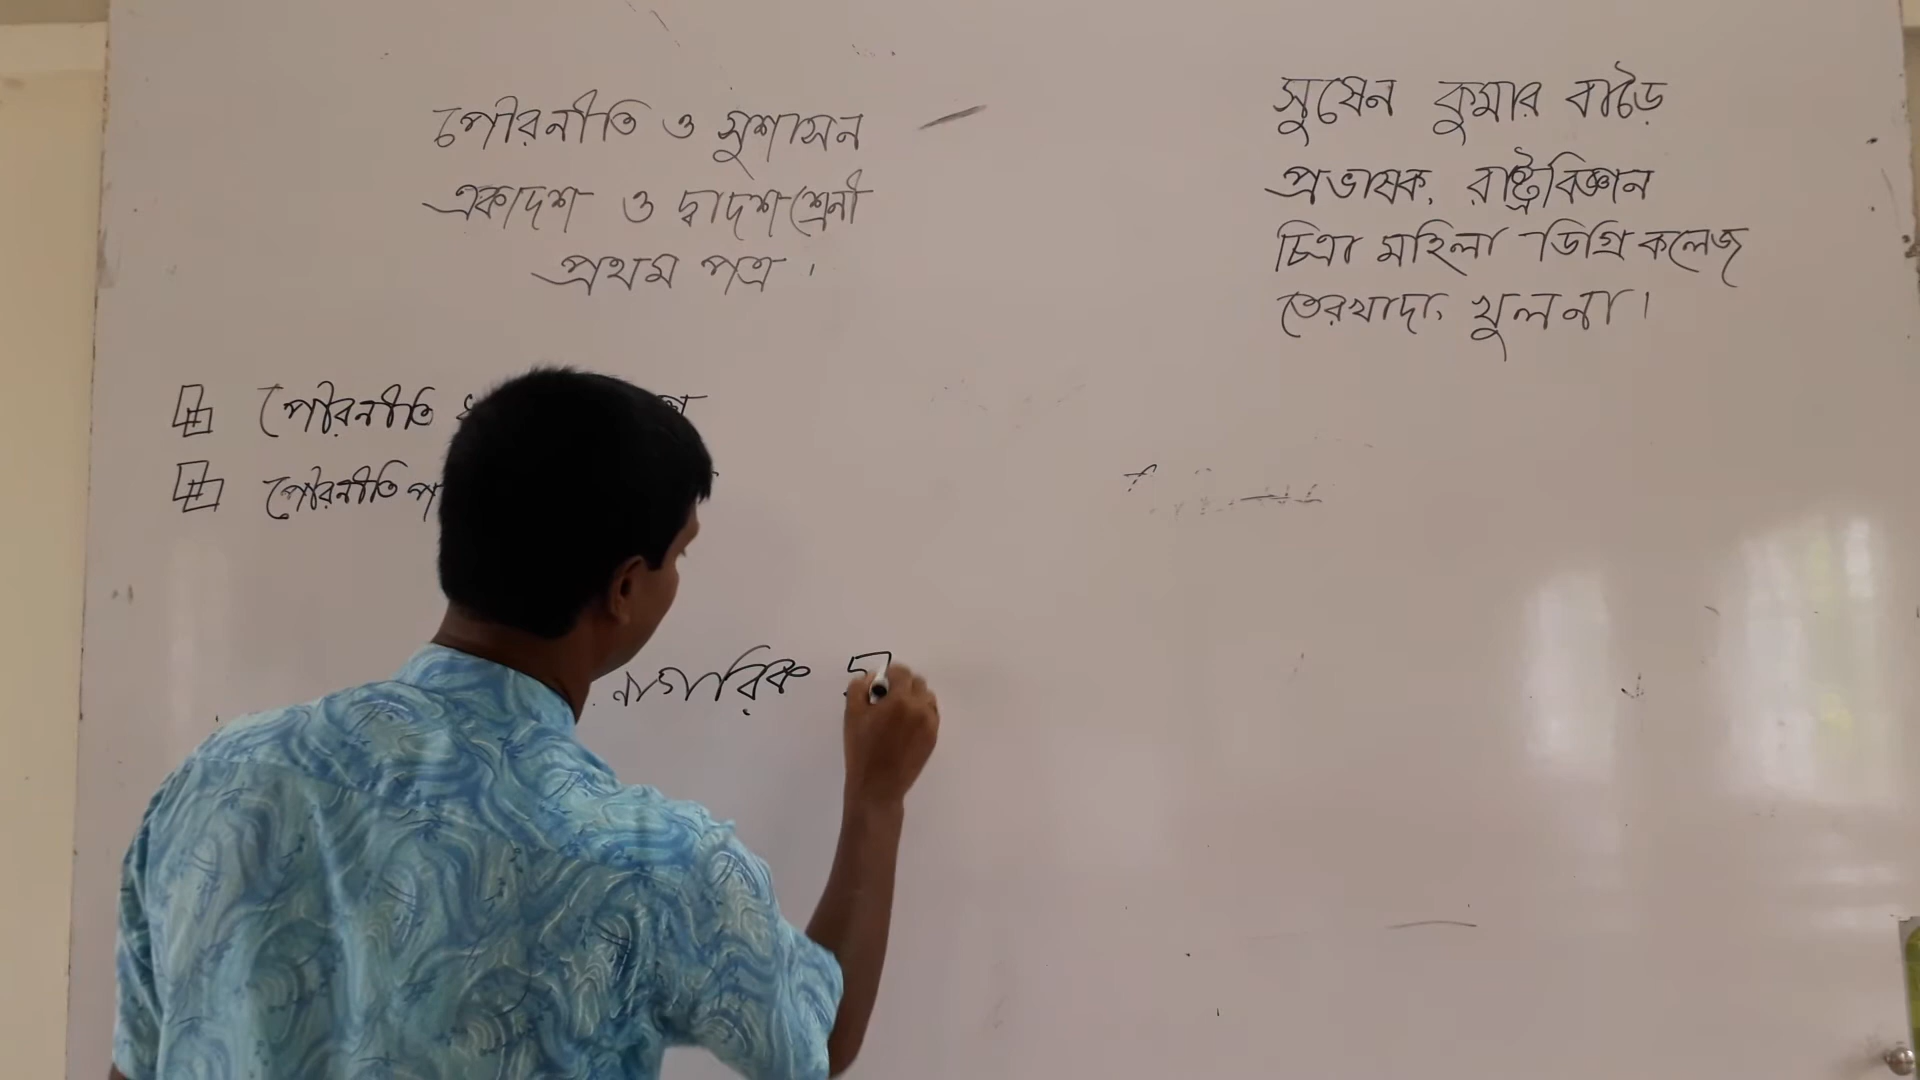 পৌরনীতি ও সুশাসন
একাদশ ও দ্বাদশ শ্রেনী
প্রথম পত্র।
সুষেন কুমার বাড়ৈ
প্রভাষক, রাষ্ট্রবিজ্ঞান
চিত্রা মহিলা ডিগ্রি কলেজ
তেরখাদা, খুলনা।
পৌরনীতি
পৌরনীতি
নাগরিক